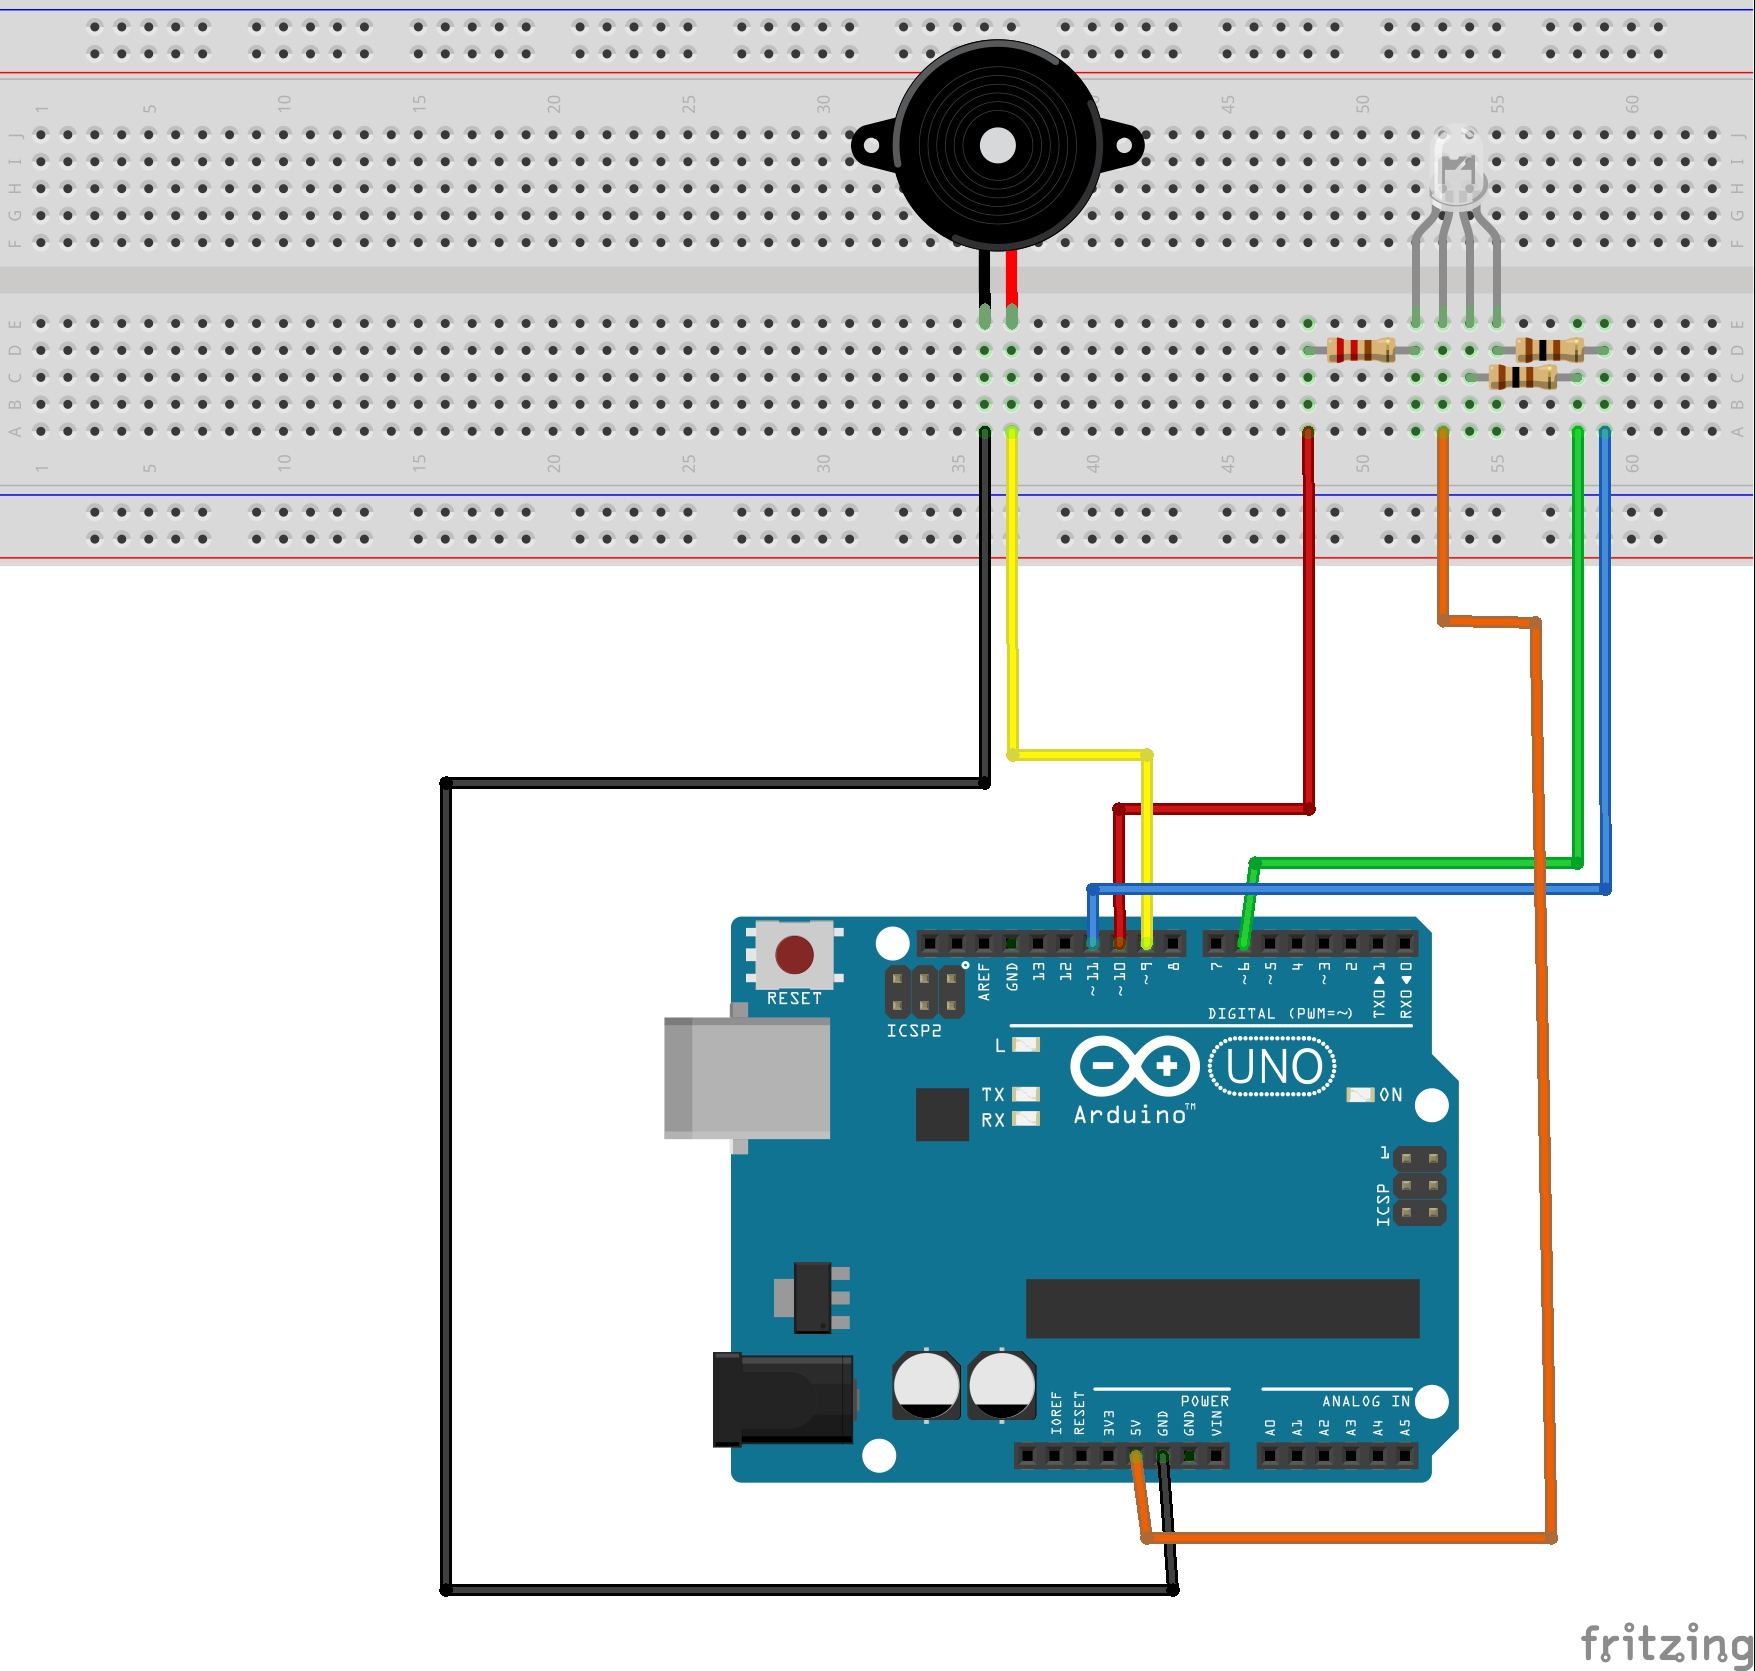 1 5 10 15 20 25 30 45 50 55 60
J J
I I
H H
G G
F F
E E
D D
C C
B B
A A
1 5 10 15 20 25 30 35 40 45 50 55 60
RESET
AREF GND 13 12 ~11 ~10 ~9 8 7 ~6 ~5 4 ~3 2 TX0▶1 RX0◀0
ICSP2
DIGITAL (PWM=~)
L
TX
RX
Arduino™
UNO
ON
1
ICSP
POWER
ANALOG IN
IOREF RESET 3V3 5V GND GND VIN A0 A1 A2 A3 A4 A5
fritzing